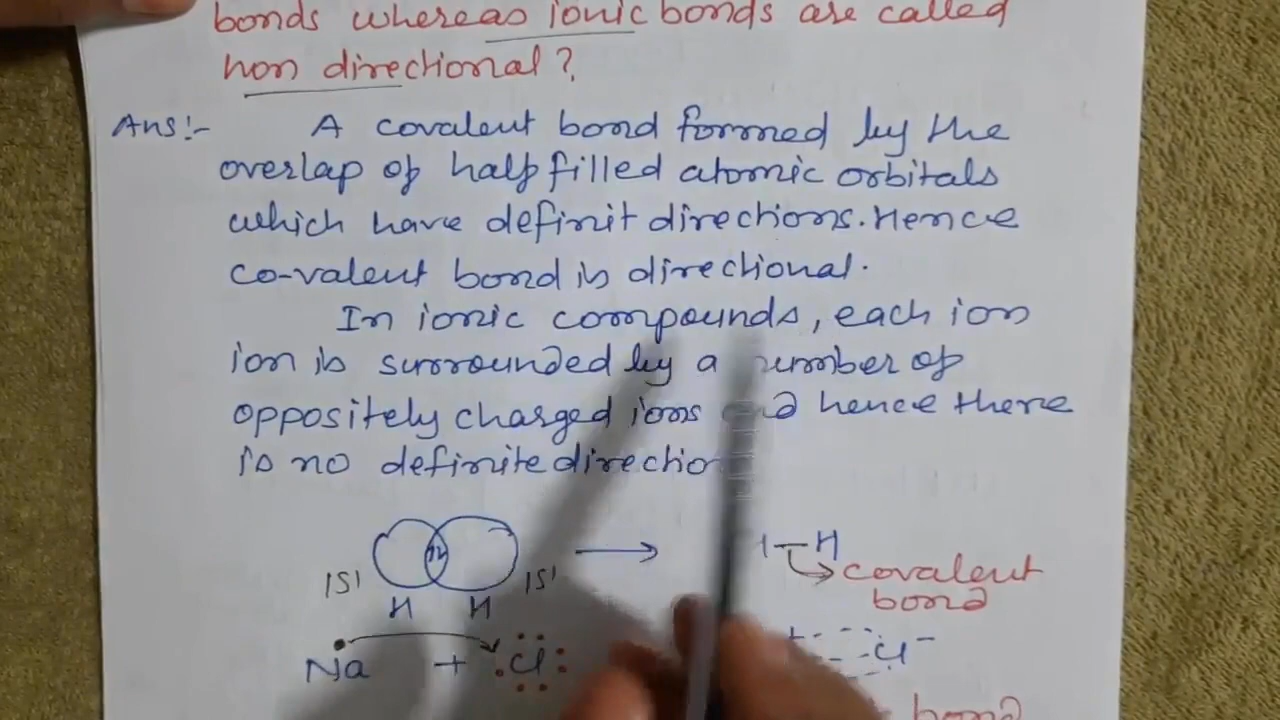 bonds whereas ionic bonds are called
non directional?
Ans:- A covalent bond formed by the
overlap of half filled atomic orbitals
which have definit directions. Hence
co-valent bond is directional.
In ionic compounds, each ion
ion is surrounded by a number of
oppositely charged ions and hence there
is no definite direction
1S¹ 1S¹
H H
H
covalent
bond
Na + Cl
Cl⁻
bond